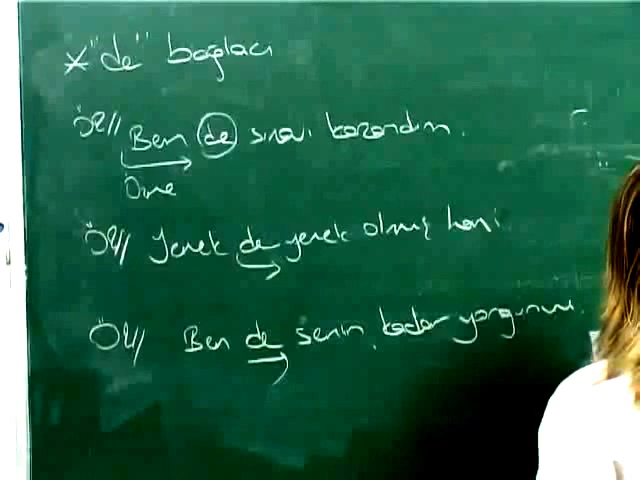 * "de" bağlacı
Ör// Ben de sınavı kazandım.
Özne
Ör// Yemek de yemek olmuş hani
Ör// Ben de senin kadar yorgunum.